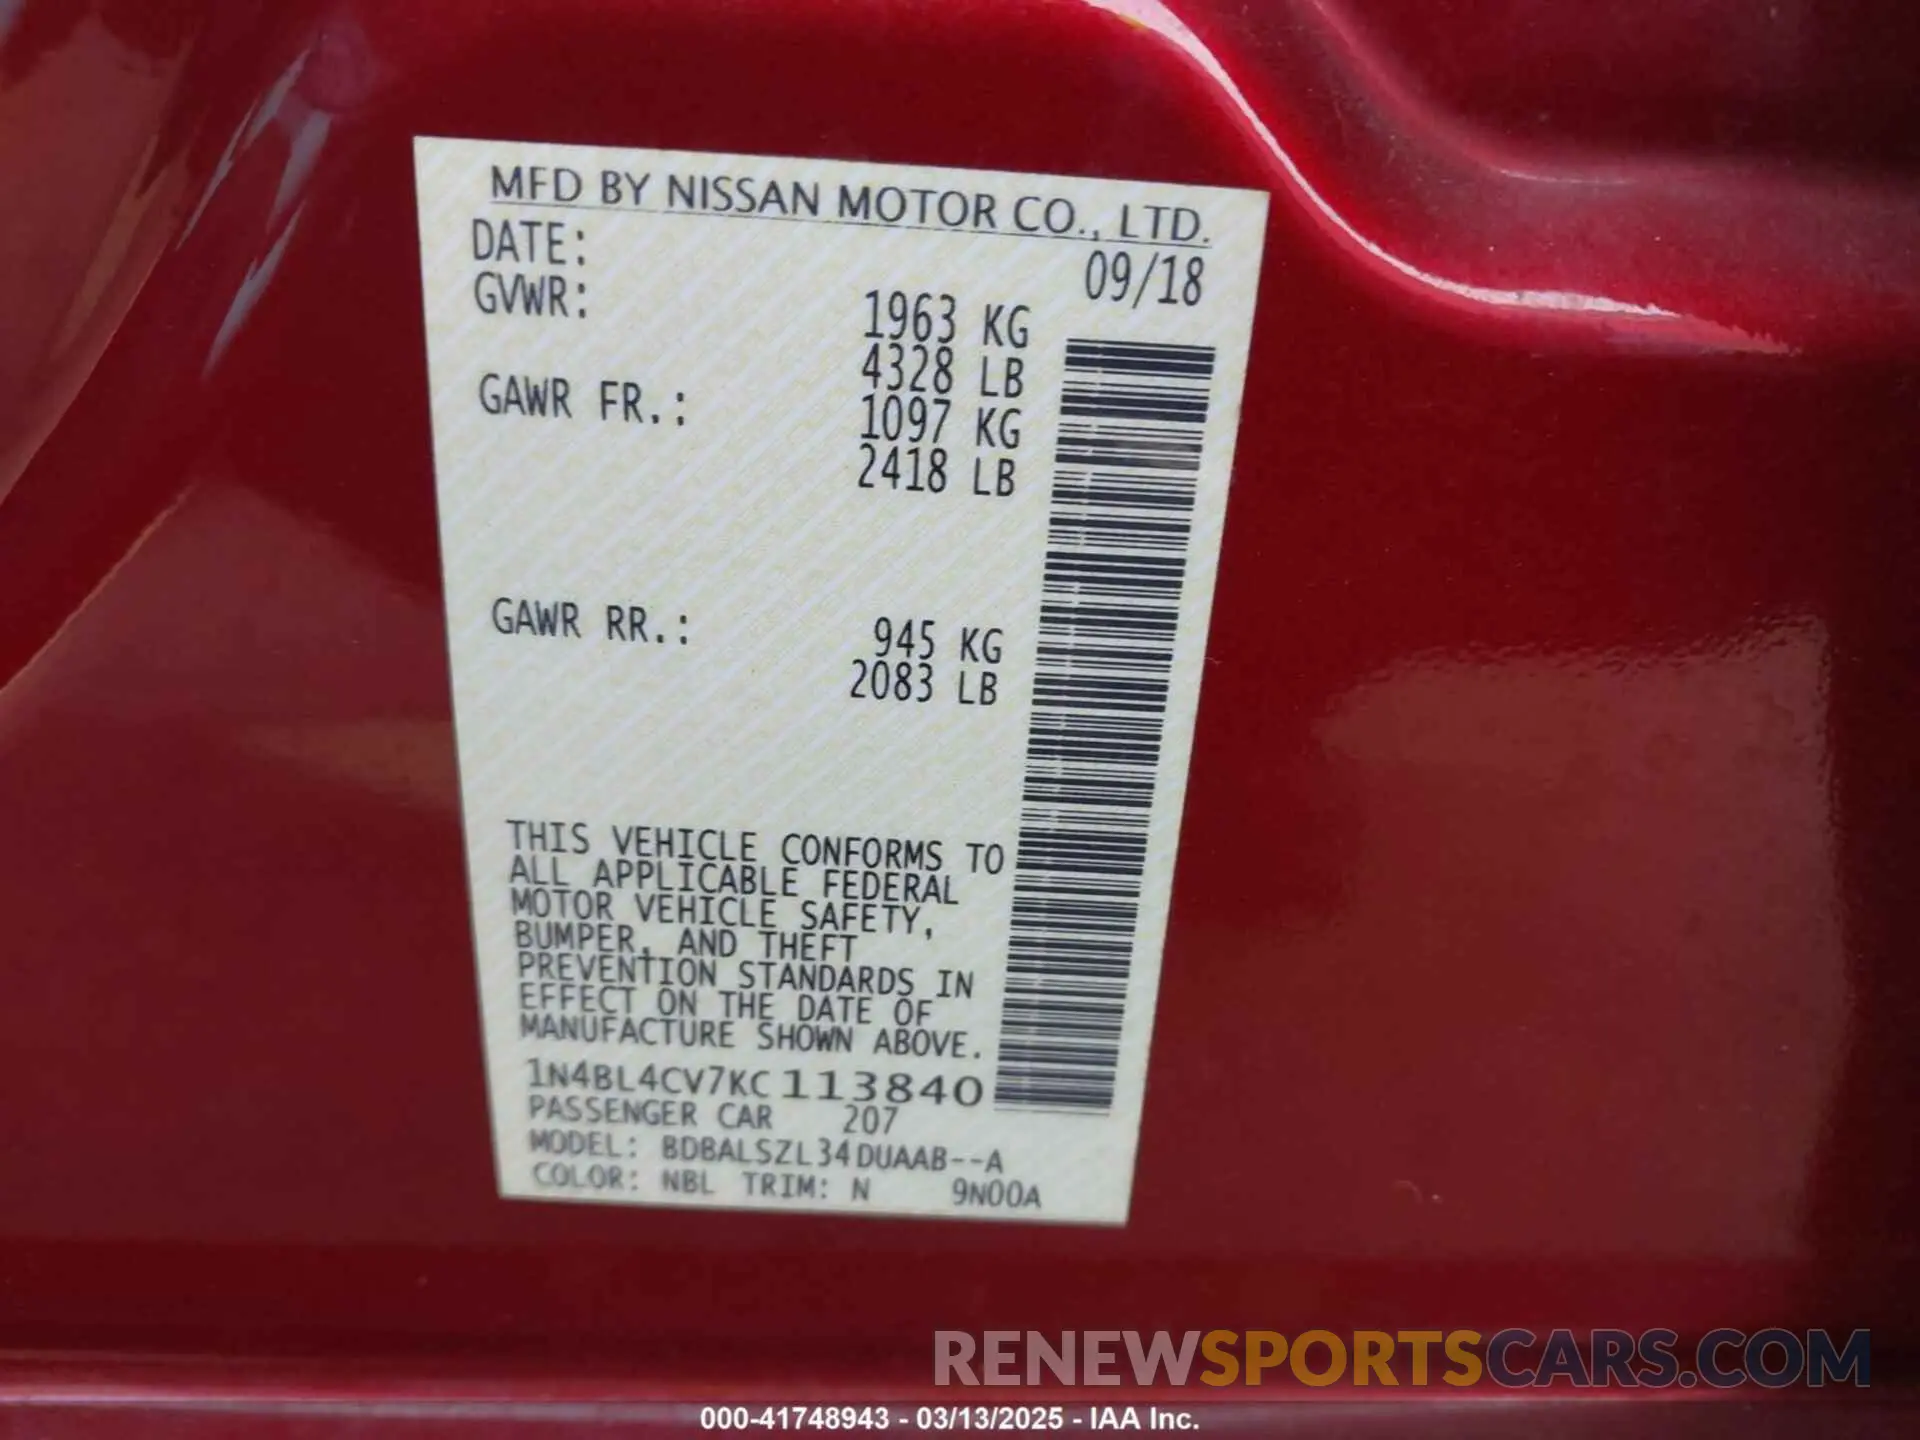 MFD BY NISSAN MOTOR CO., LTD.
DATE: 09/18
GVWR: 1963 KG
4328 LB
GAWR FR.: 1097 KG
2418 LB
GAWR RR.: 945 KG
2083 LB
THIS VEHICLE CONFORMS TO
ALL APPLICABLE FEDERAL
MOTOR VEHICLE SAFETY,
BUMPER, AND THEFT
PREVENTION STANDARDS IN
EFFECT ON THE DATE OF
MANUFACTURE SHOWN ABOVE.
1N4BL4CV7KC113840
PASSENGER CAR 207
MODEL: BDBALSZL34DUAAB--A
COLOR: NBL TRIM: N 9N00A
RENEWSPORTSCARS.COM
000-41748943 - 03/13/2025 - IAA Inc.